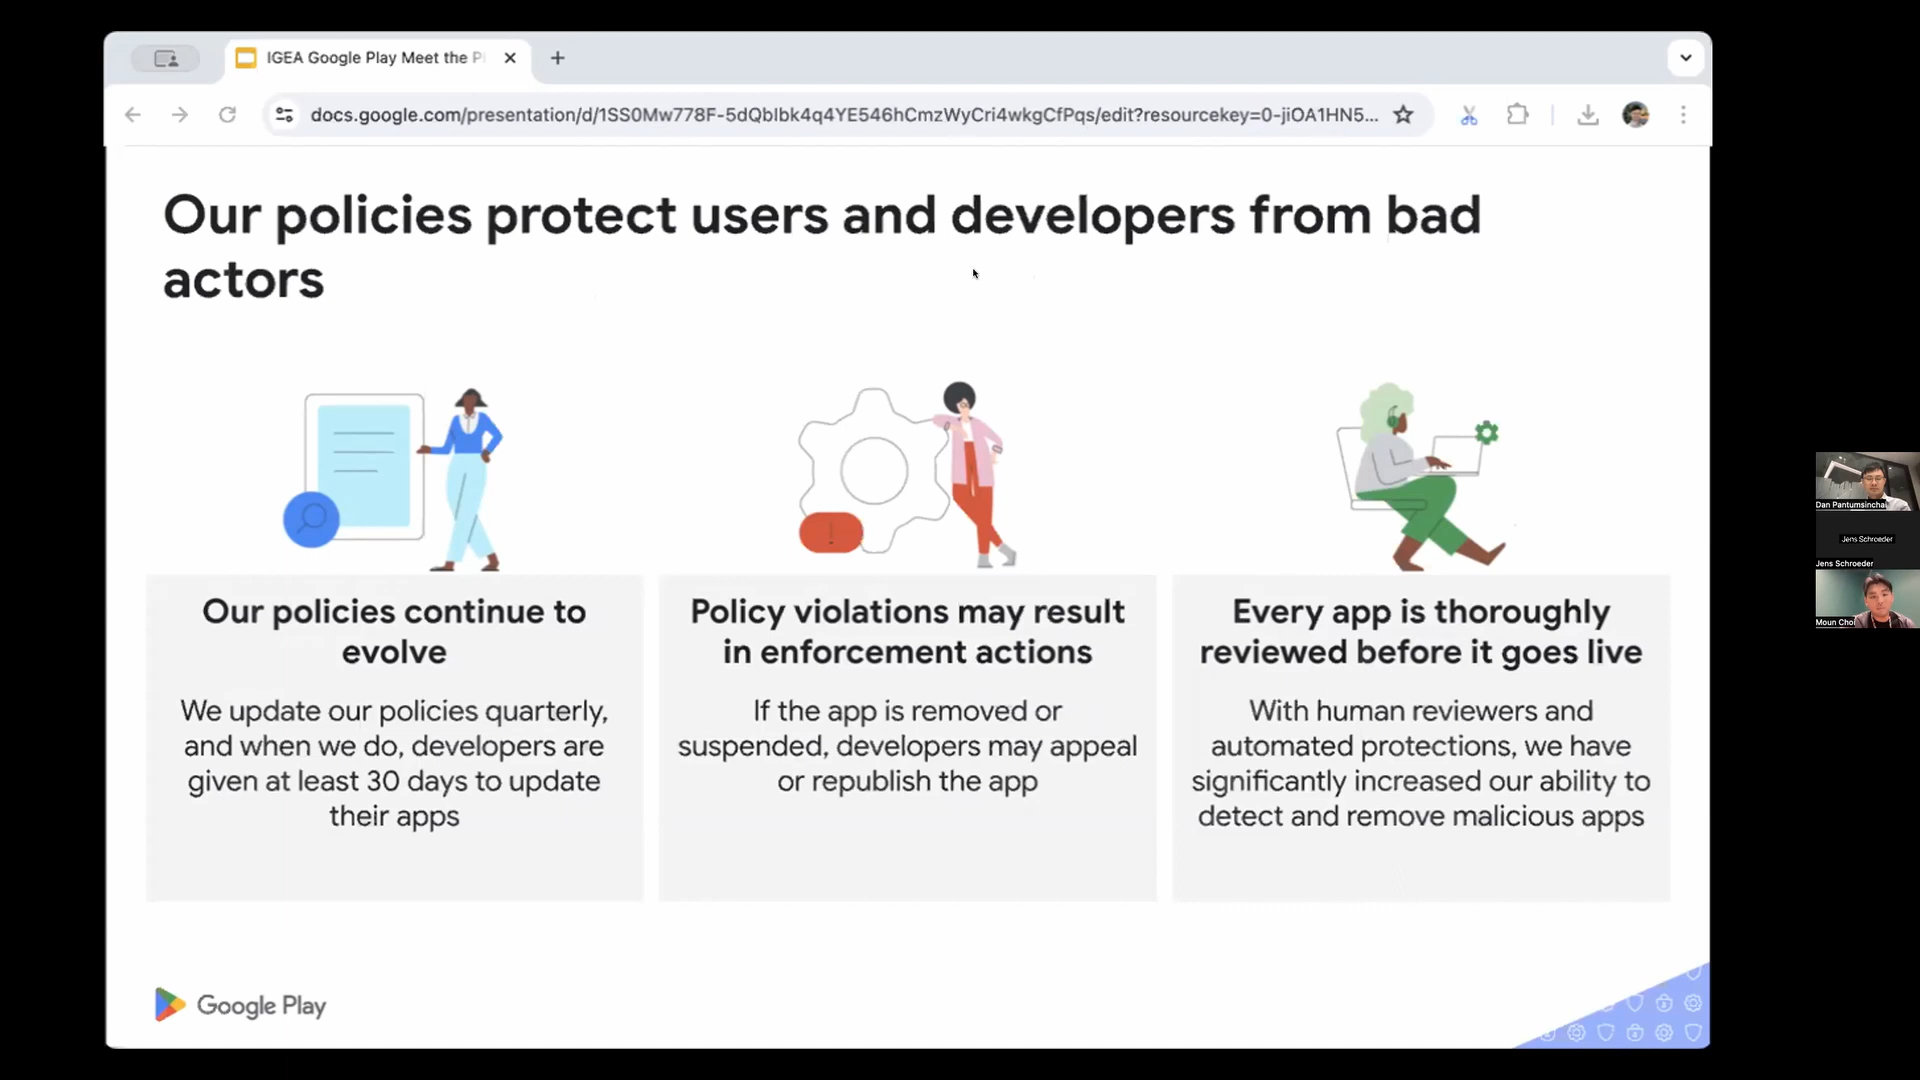 IGEA Google Play Meet the P
docs.google.com/presentation/d/1SS0Mw778F-5dQbIbk4q4YE546hCmzWyCri4wkgCfPqs/edit?resourcekey=0-jiOA1HN5...
Our policies protect users and developers from bad
actors
Our policies continue to
evolve
We update our policies quarterly,
and when we do, developers are
given at least 30 days to update
their apps
Policy violations may result
in enforcement actions
If the app is removed or
suspended, developers may appeal
or republish the app
Every app is thoroughly
reviewed before it goes live
With human reviewers and
automated protections, we have
significantly increased our ability to
detect and remove malicious apps
Google Play
Dan Pantumsinchai
Jens Schroeder
Jens Schroeder
Moun Choi